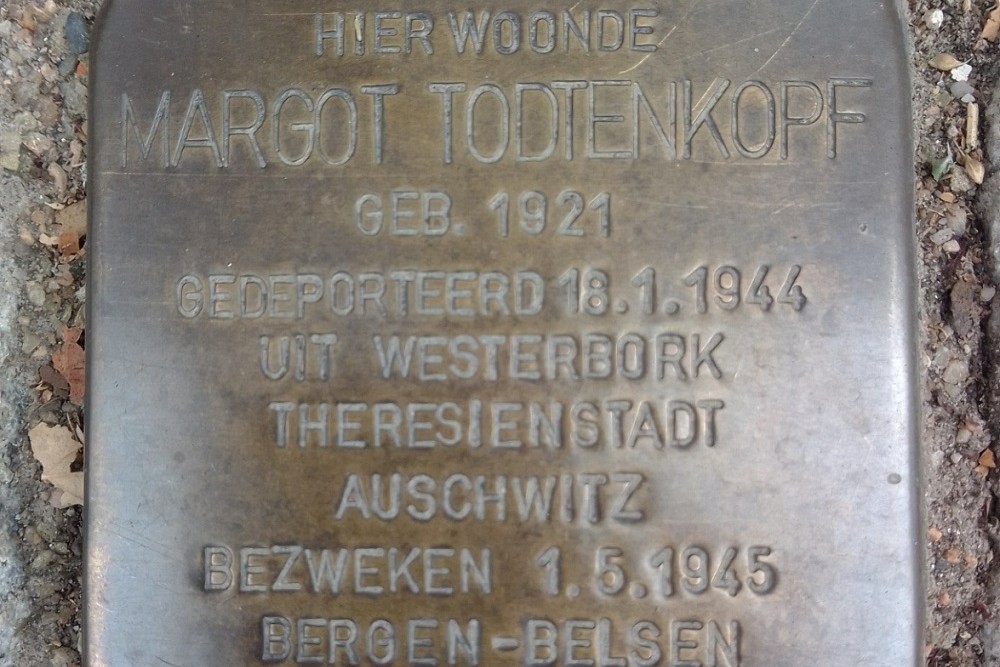 HIER WOONDE
MARGOT TODTENKOPF
GEB. 1921
GEDEPORTEERD 18.1.1944
UIT WESTERBORK
THERESIENSTADT
AUSCHWITZ
BEZWEKEN 1.5.1945
BERGEN-BELSEN